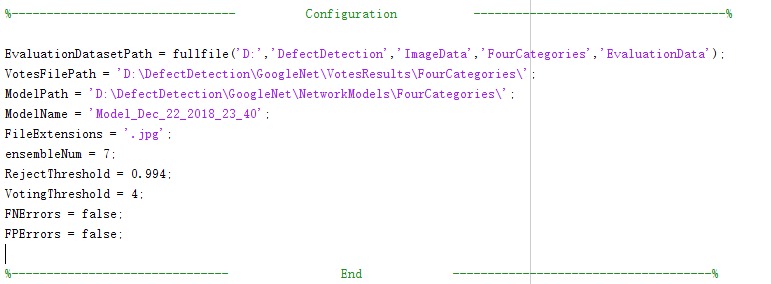 %-------------------------------- Configuration ------------------------------------%
EvaluationDatasetPath = fullfile('D:','DefectDetection','ImageData','FourCategories','EvaluationData');
VotesFilePath = 'D:\DefectDetection\GoogleNet\VotesResults\FourCategories\';
ModelPath = 'D:\DefectDetection\GoogleNet\NetworkModels\FourCategories\';
ModelName = 'Model_Dec_22_2018_23_40';
FileExtensions = '.jpg';
ensembleNum = 7;
RejectThreshold = 0.994;
VotingThreshold = 4;
FNErrors = false;
FPErrors = false;
%------------------------------- End -------------------------------------%